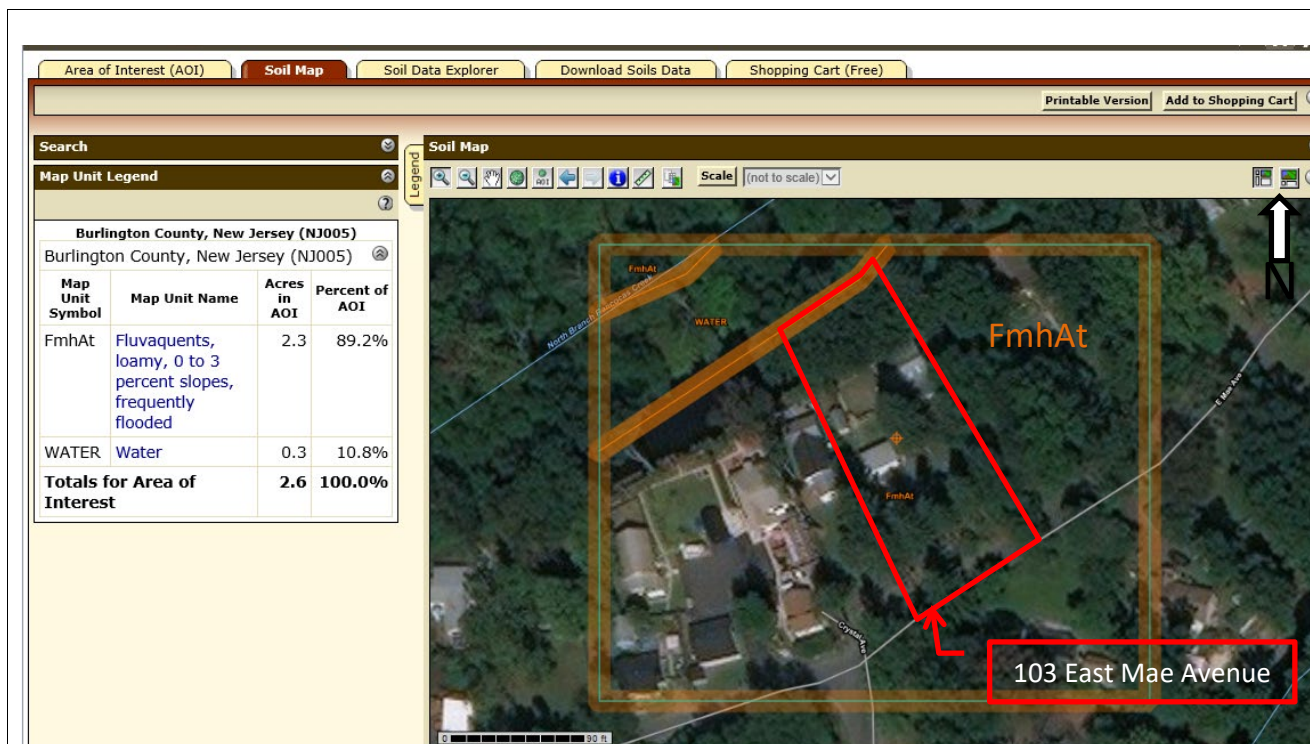 Area of Interest (AOI)
Soil Map
Soil Data Explorer
Download Soils Data
Shopping Cart (Free)
Printable Version
Add to Shopping Cart
Search
Map Unit Legend
Burlington County, New Jersey (NJ005)
Burlington County, New Jersey (NJ005)
Map Unit Symbol
Map Unit Name
Acres in AOI
Percent of AOI
FmhAt
Fluvaquents,
loamy, 0 to 3
percent slopes,
frequently
flooded
2.3
89.2%
WATER
Water
0.3
10.8%
Totals for Area of
Interest
2.6
100.0%
Legend
Soil Map
AOI
Scale
(not to scale)
N
FmhAt
North Branch Rancocas Creek
WATER
FmhAt
E Mae Ave
FmhAt
Crystal Ave
103 East Mae Avenue
0
90 ft